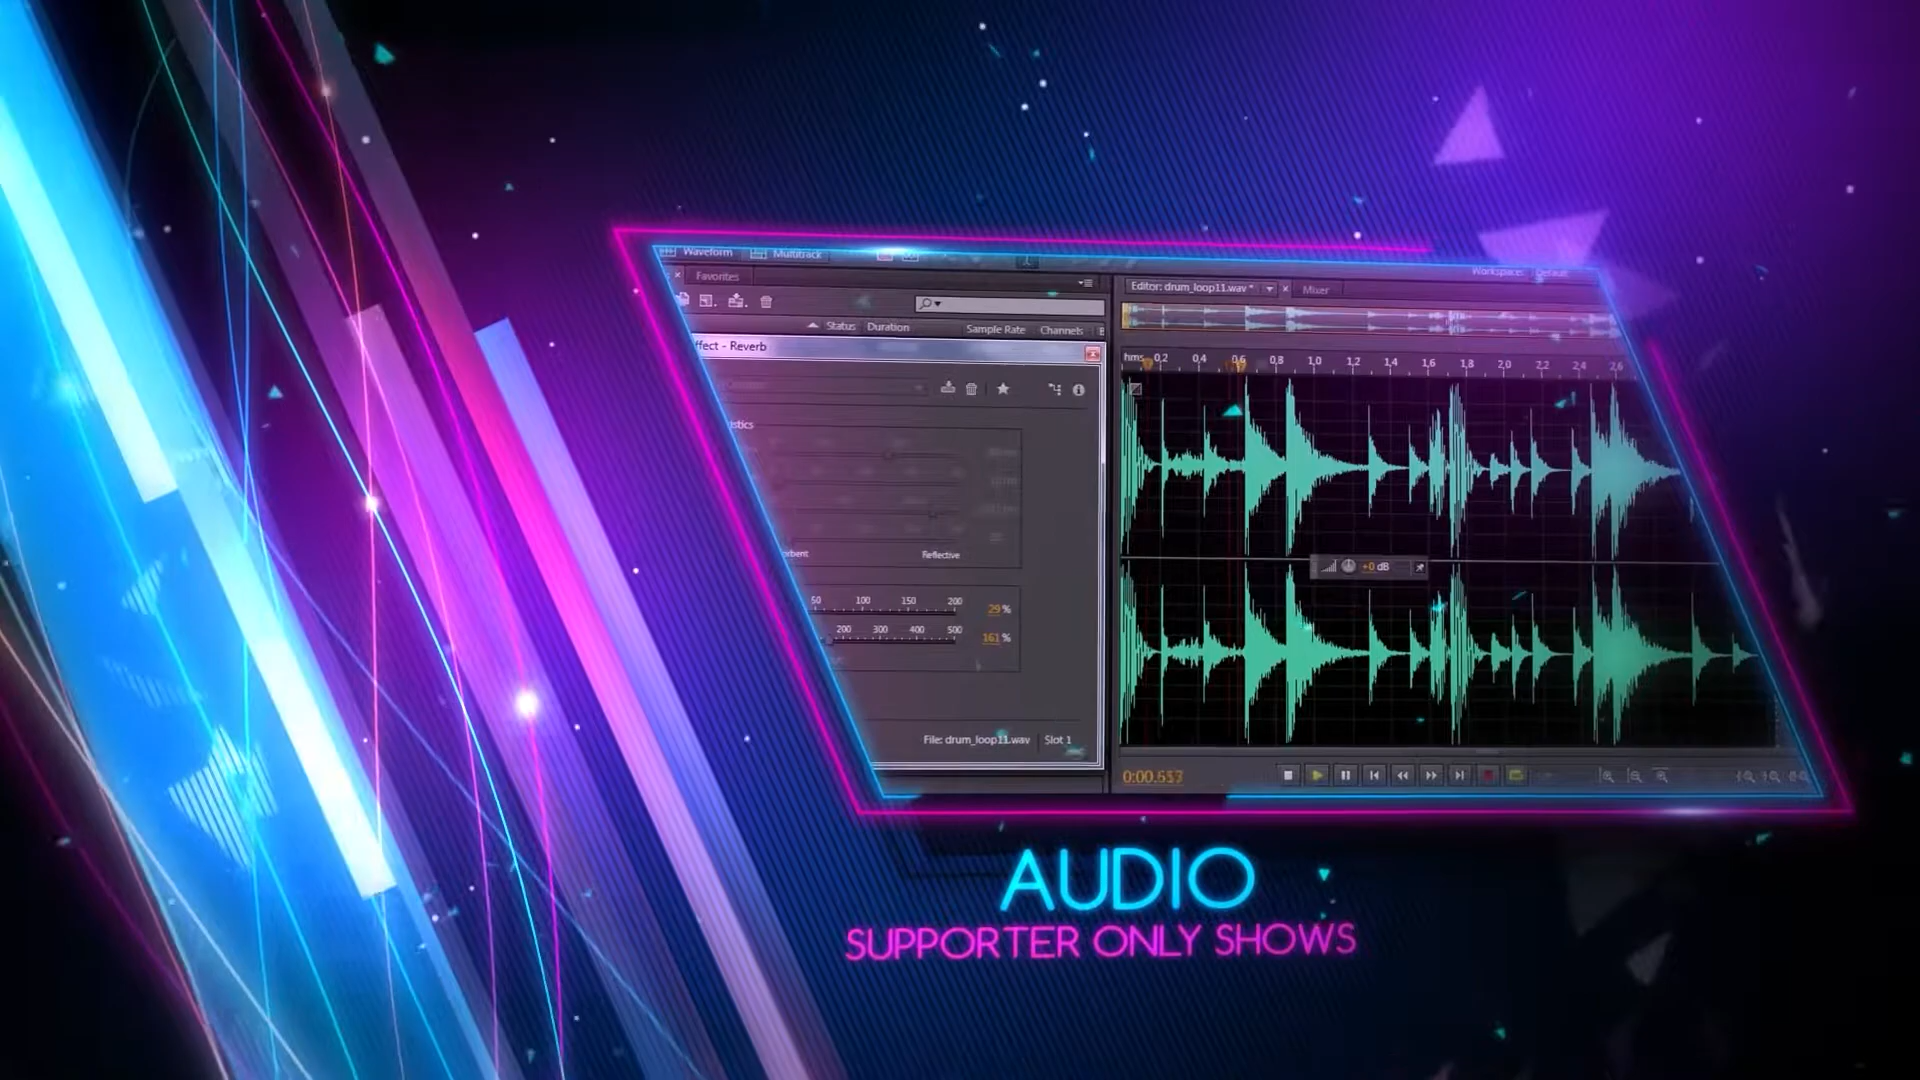 Waveform Multitrack
Workspace: Default
Favorites
Editor: drum_loop11.wav *
Mixer
Status Duration Sample Rate Channels B
ffect - Reverb
hms 0,2 0,4 0,6 0,8 1,0 1,2 1,4 1,6 1,8 2,0 2,2 2,4 2,6
istics
rbent Reflective
+0 dB
50 100 150 200
29 %
200 300 400 500
161 %
File: drum_loop11.wav Slot 1
0:00.653
AUDIO
SUPPORTER ONLY SHOWS